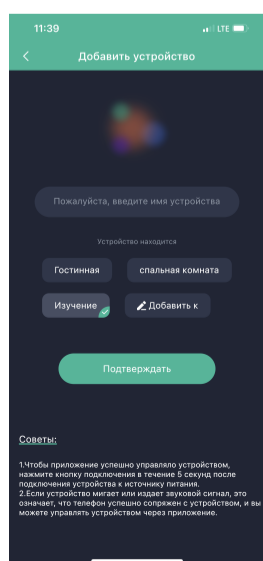 11:39
LTE
Добавить устройство
Пожалуйста, введите имя устройства
Устройство находится
Гостинная
спальная комната
Изучение
Добавить к
Подтверждать
Советы:
1.Чтобы приложение успешно управляло устройством,
нажмите кнопку подключения в течение 5 секунд после
подключения устройства к источнику питания.
2.Если устройство мигает или издает звуковой сигнал, это
означает, что телефон успешно сопряжен с устройством, и вы
можете управлять устройством через приложение.